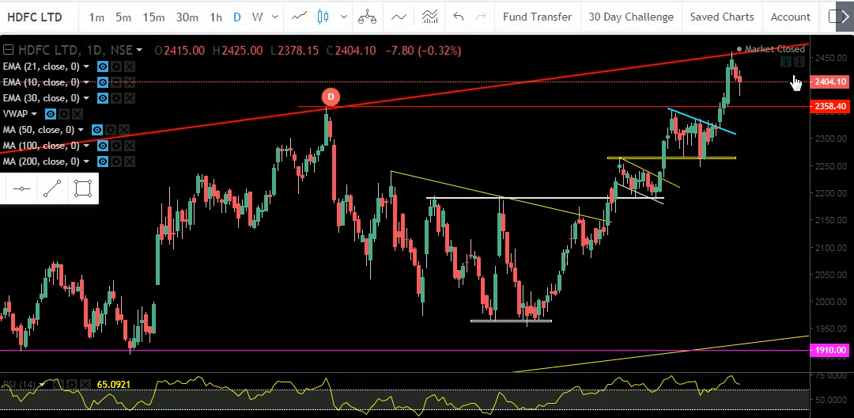 HDFC LTD 1m 5m 15m 30m 1h D W Fund Transfer 30 Day Challenge Saved Charts Account
HDFC LTD, 1D, NSE O 2415.00 H 2425.00 L 2378.15 C 2404.10 -7.80 (-0.32%) Market Closed
EMA (21, close, 0)
EMA (10, close, 0)
EMA (30, close, 0)
VWAP
MA (50, close, 0)
MA (100, close, 0)
MA (200, close, 0)
D
2450.00
2404.10
2358.40
2300.00
2250.00
2200.00
2150.00
2100.00
2050.00
2000.00
1950.00
1910.00
RSI (14) 65.0921
75.0000
50.0000